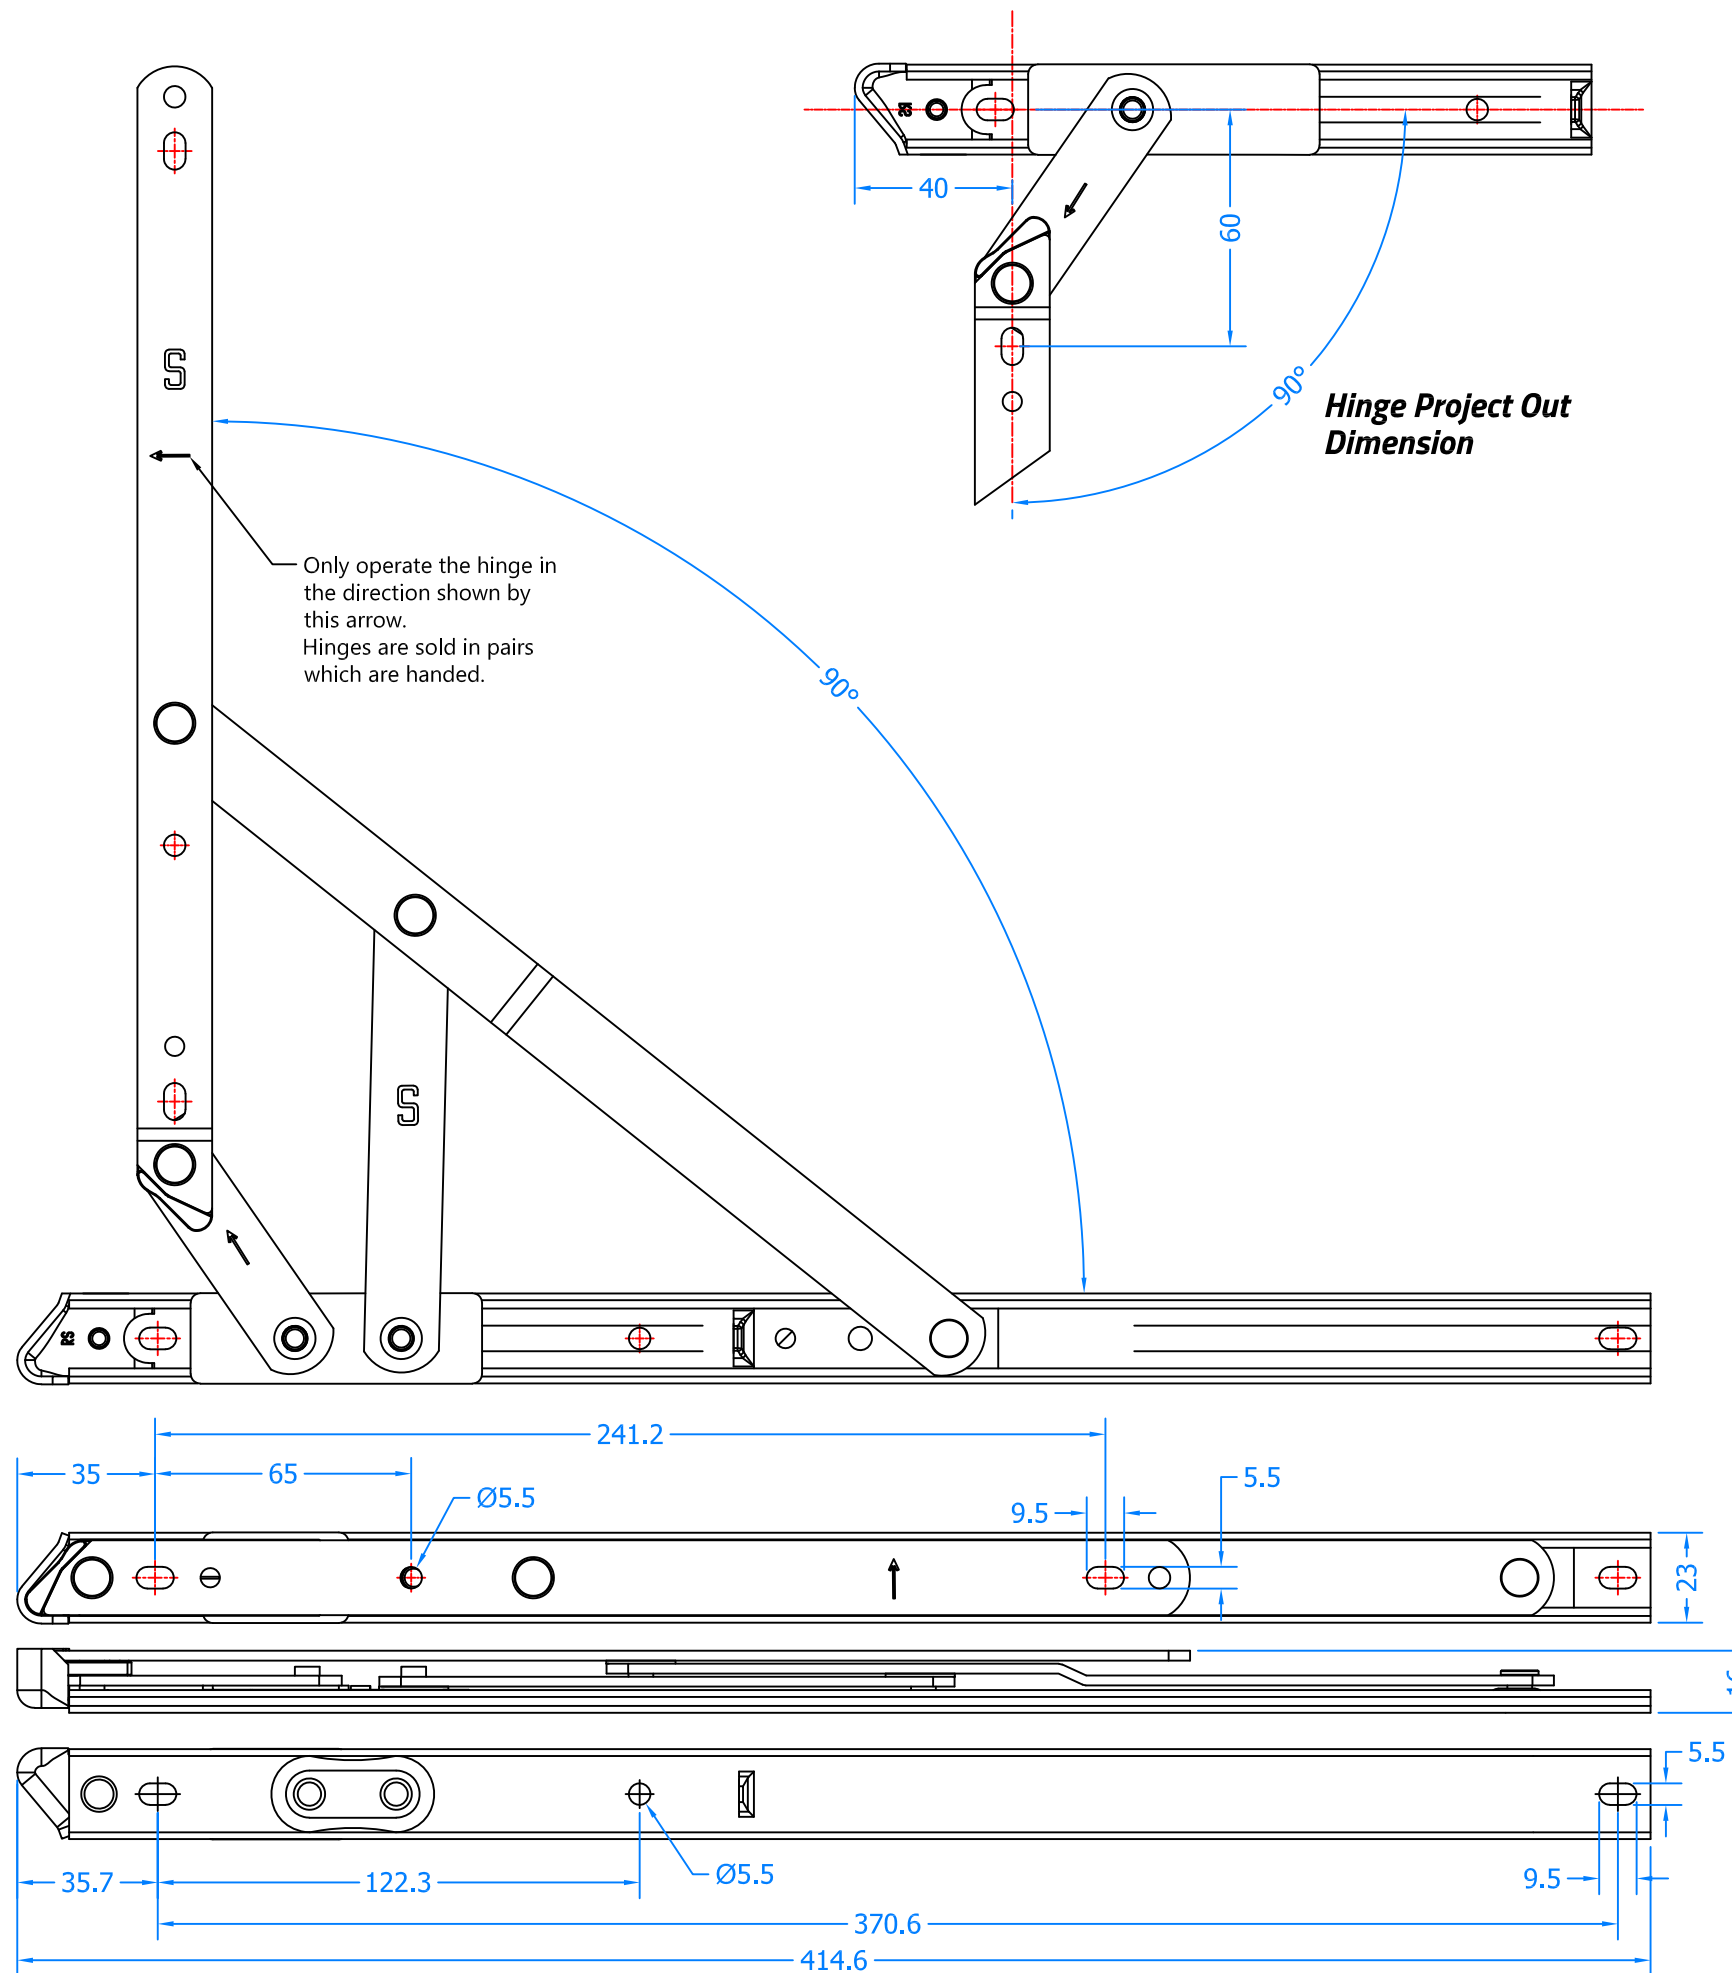 RS
40
60
90°
Hinge Project Out
Dimension
S
Only operate the hinge in
the direction shown by
this arrow.
Hinges are sold in pairs
which are handed.
90°
S
RS
241.2
35
65
Ø5.5
9.5
5.5
23
5.5
35.7
122.3
Ø5.5
9.5
370.6
414.6